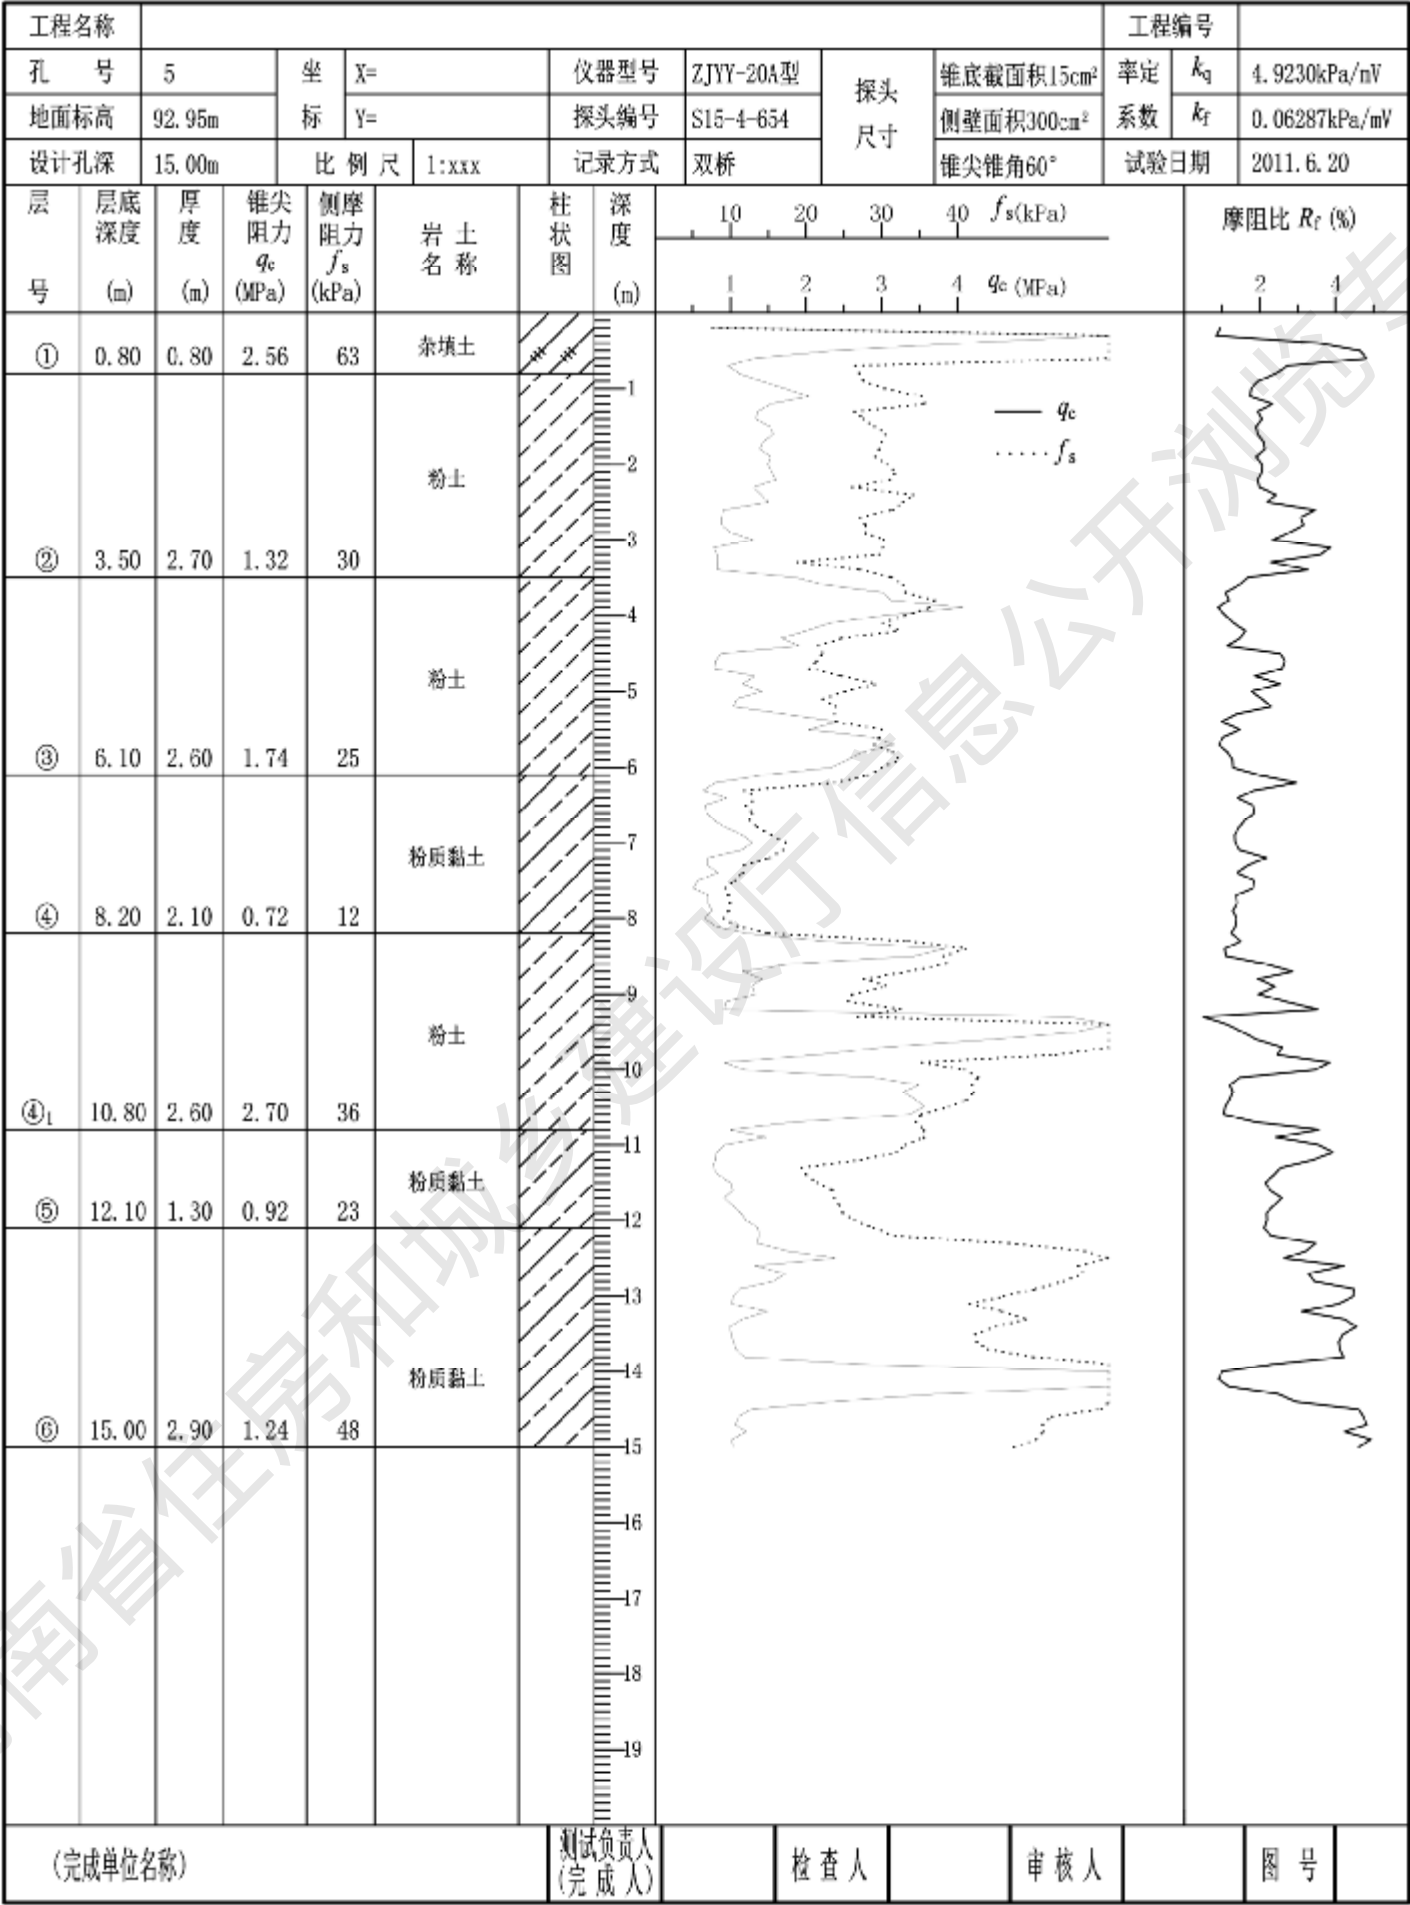 工程名称 工程编号
孔 号 5 坐 X= 仪器型号 ZJYY-20A型 探头 锥底截面积15cm² 率定 kq 4.9230kPa/mV
地面标高 92.95m 标 Y= 探头编号 S15-4-654 尺寸 侧壁面积300cm² 系数 kf 0.06287kPa/mV
设计孔深 15.00m 比例尺 1:xxx 记录方式 双桥 锥尖锥角60° 试验日期 2011.6.20
层号 层底深度(m) 厚度(m) 锥尖阻力qc(MPa) 侧摩阻力fs(kPa) 岩土名称 柱状图 深度(m)
10 20 30 40 fs(kPa)
1 2 3 4 qc(MPa)
摩阻比 Rf (%)
2 4
① 0.80 0.80 2.56 63 杂填土
② 3.50 2.70 1.32 30 粉土
③ 6.10 2.60 1.74 25 粉土
④ 8.20 2.10 0.72 12 粉质黏土
④1 10.80 2.60 2.70 36 粉土
⑤ 12.10 1.30 0.92 23 粉质黏土
⑥ 15.00 2.90 1.24 48 粉质黏土
1
2
3
4
5
6
7
8
9
10
11
12
13
14
15
16
17
18
19
qc
fs
(完成单位名称) 测试负责人 检查人 审核人 图号
(完成人)
南省住房和城乡建设厅信息公开浏览专